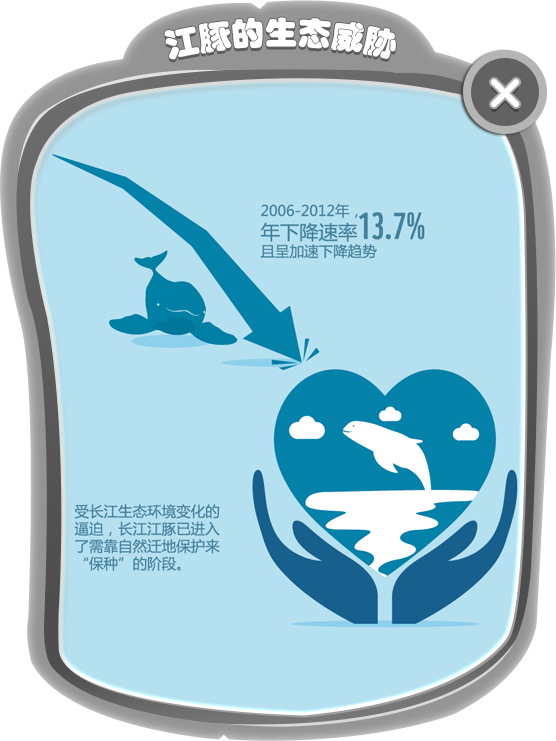 江豚的生态威胁
2006-2012年，
年下降速率13.7%
且呈加速下降趋势
受长江生态环境变化的
逼迫，长江江豚已进入
了需靠自然迁地保护来
“保种”的阶段。